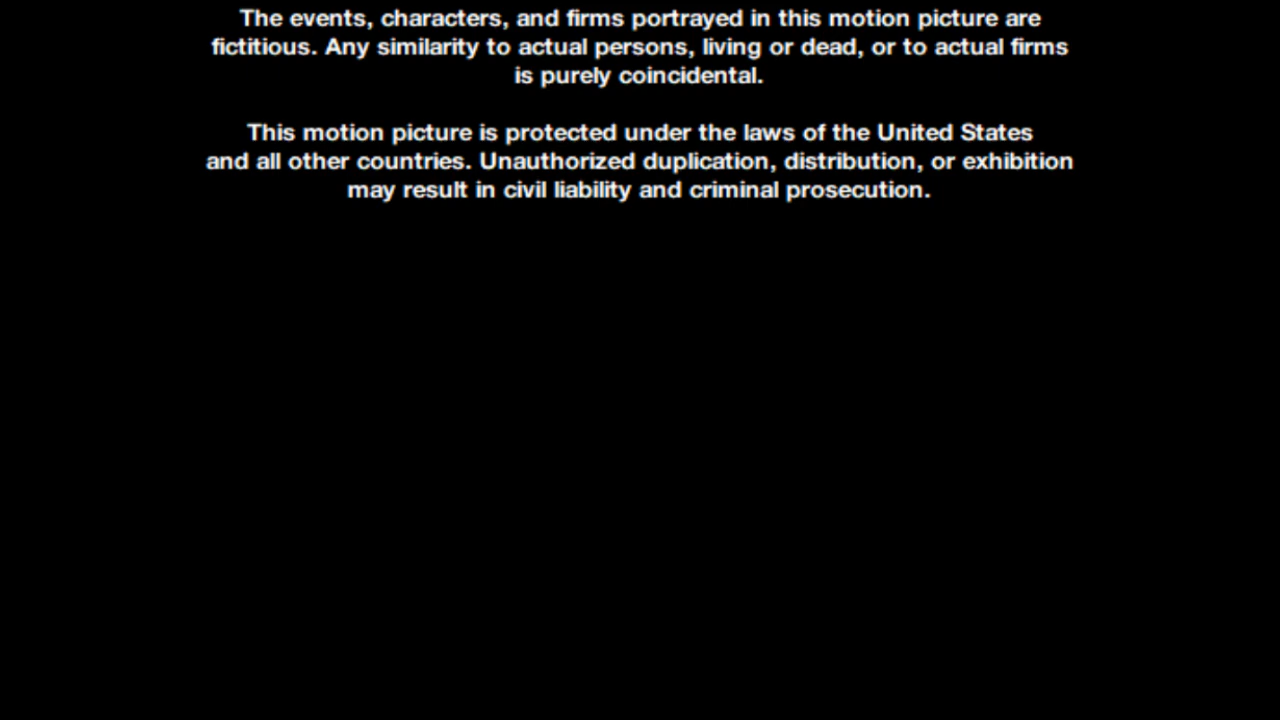 The events, characters, and firms portrayed in this motion picture are
fictitious. Any similarity to actual persons, living or dead, or to actual firms
is purely coincidental.
This motion picture is protected under the laws of the United States
and all other countries. Unauthorized duplication, distribution, or exhibition
may result in civil liability and criminal prosecution.